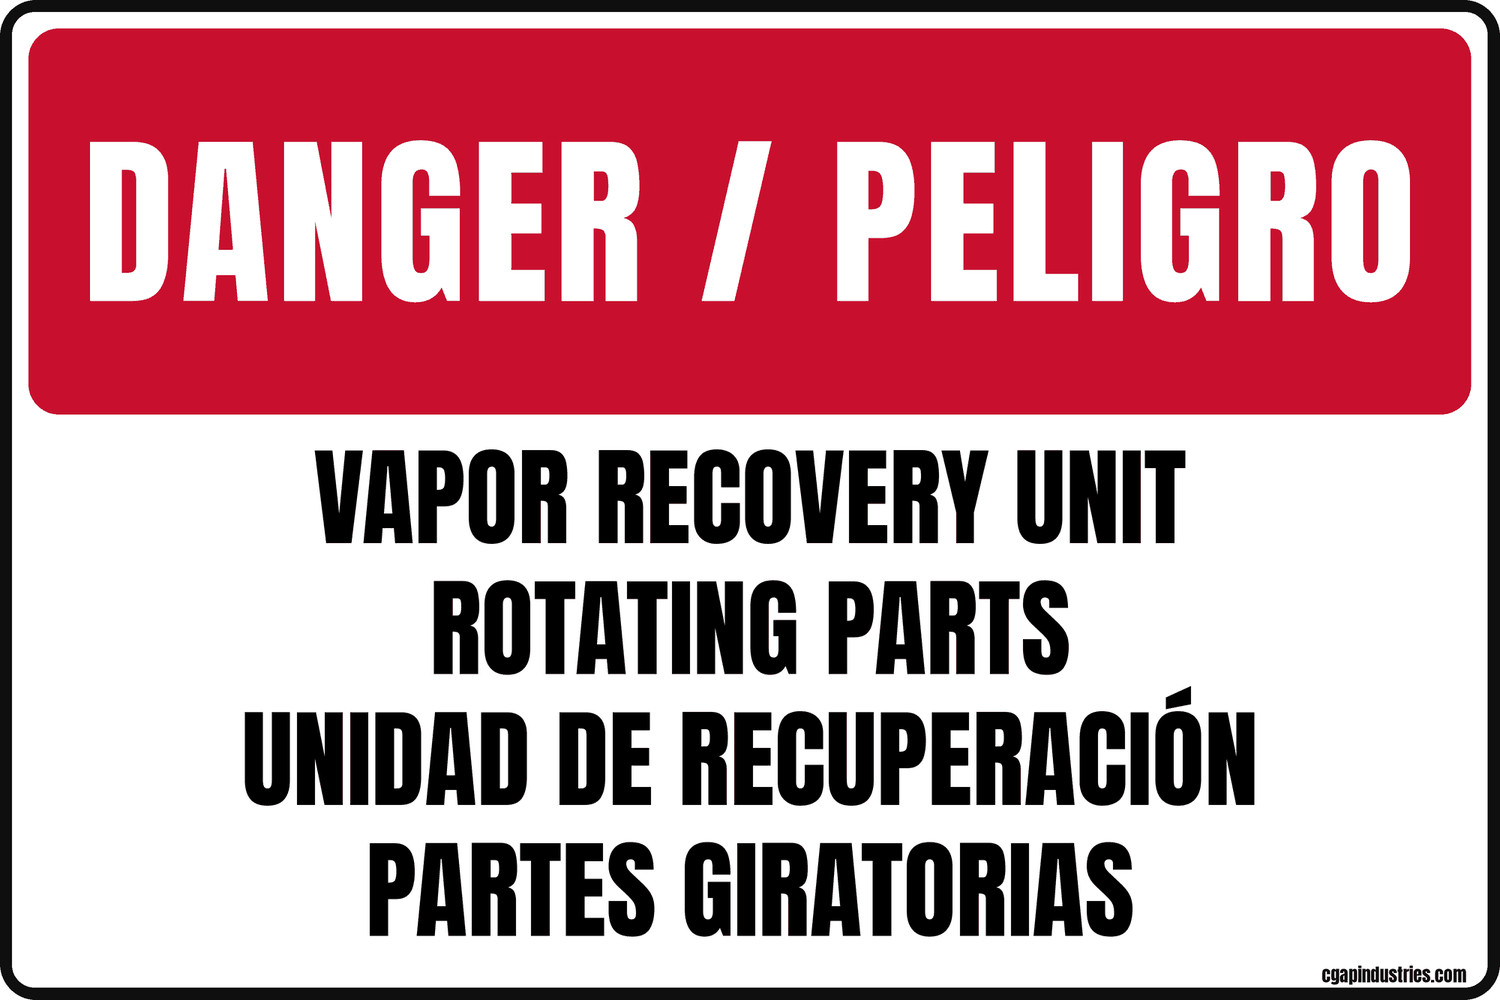 DANGER / PELIGRO
VAPOR RECOVERY UNIT
ROTATING PARTS
UNIDAD DE RECUPERACIÓN
PARTES GIRATORIAS
cgapindustries.com